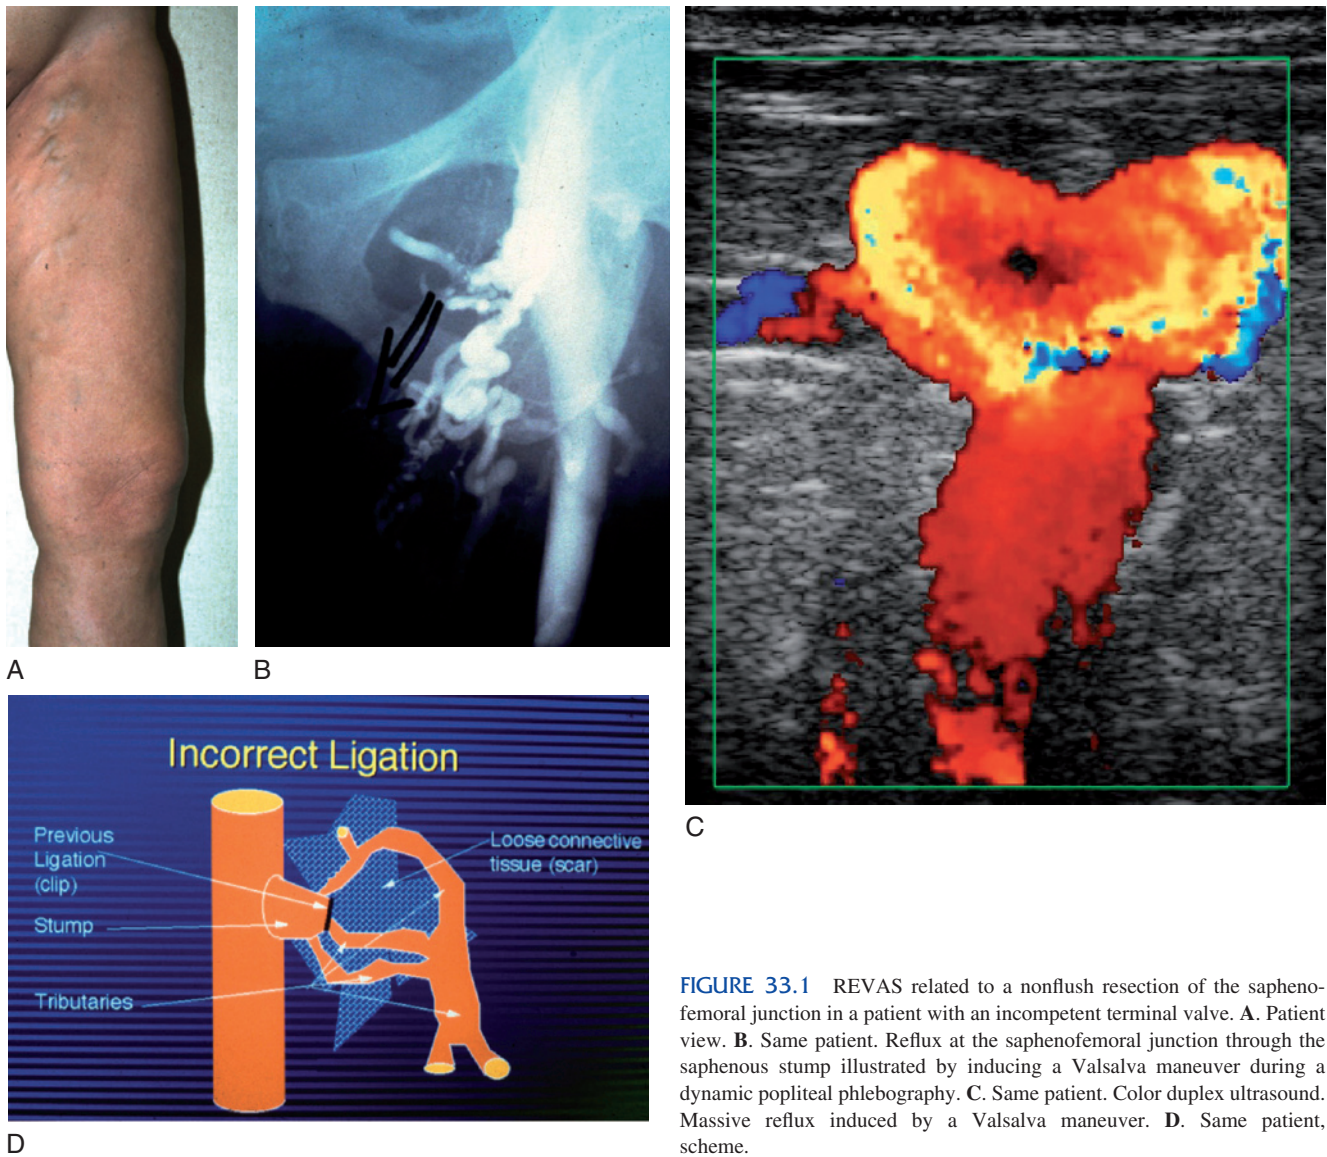 A
B
C
Incorrect Ligation
Previous
Ligation
(clip)
Stump
Tributaries
Loose connective
tissue (scar)
D
FIGURE 33.1 REVAS related to a nonflush resection of the sapheno-
femoral junction in a patient with an incompetent terminal valve. A. Patient
view. B. Same patient. Reflux at the saphenofemoral junction through the
saphenous stump illustrated by inducing a Valsalva maneuver during a
dynamic popliteal phlebography. C. Same patient. Color duplex ultrasound.
Massive reflux induced by a Valsalva maneuver. D. Same patient,
scheme.